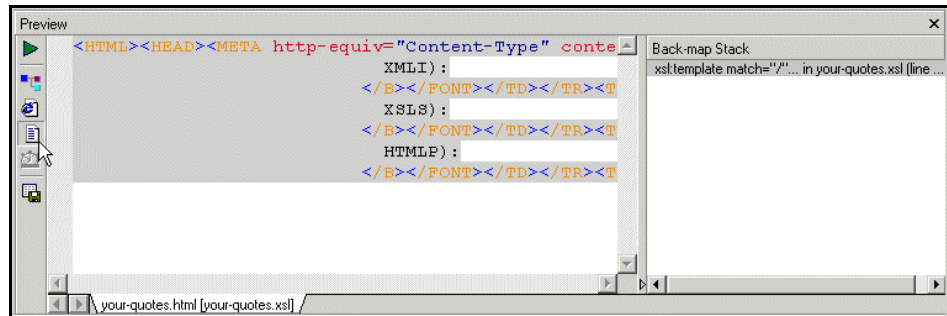 Preview
<HTML><HEAD><META http-equiv="Content-Type" conte
XMLI):
</B></FONT></TD></TR><T
XSLS):
</B></FONT></TD></TR><T
HTMLP):
</B></FONT></TD></TR><T
Back-map Stack
xsl:template match="/"... in your-quotes.xsl (line ...
your-quotes.html [your-quotes.xsl]